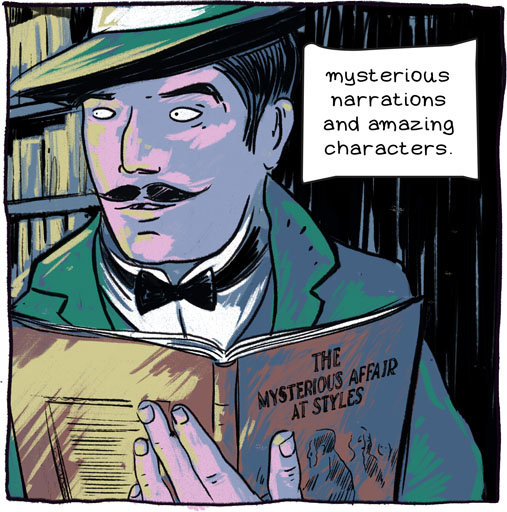 mysterious
narrations
and amazing
characters.
THE
MYSTERIOUS AFFAIR
AT STYLES